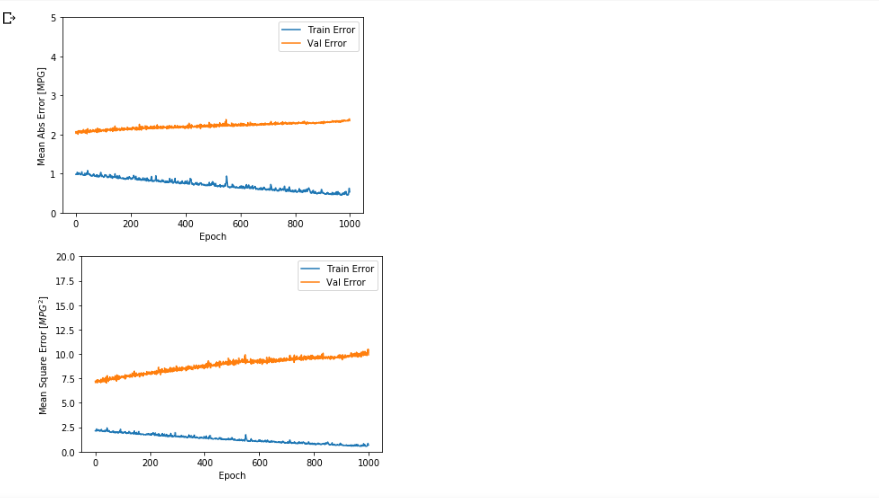 5
4
3
2
1
0
Mean Abs Error [MPG]
Train Error
Val Error
0 200 400 600 800 1000
Epoch
20.0
17.5
15.0
12.5
10.0
7.5
5.0
2.5
0.0
Mean Square Error [MPG²]
Train Error
Val Error
0 200 400 600 800 1000
Epoch